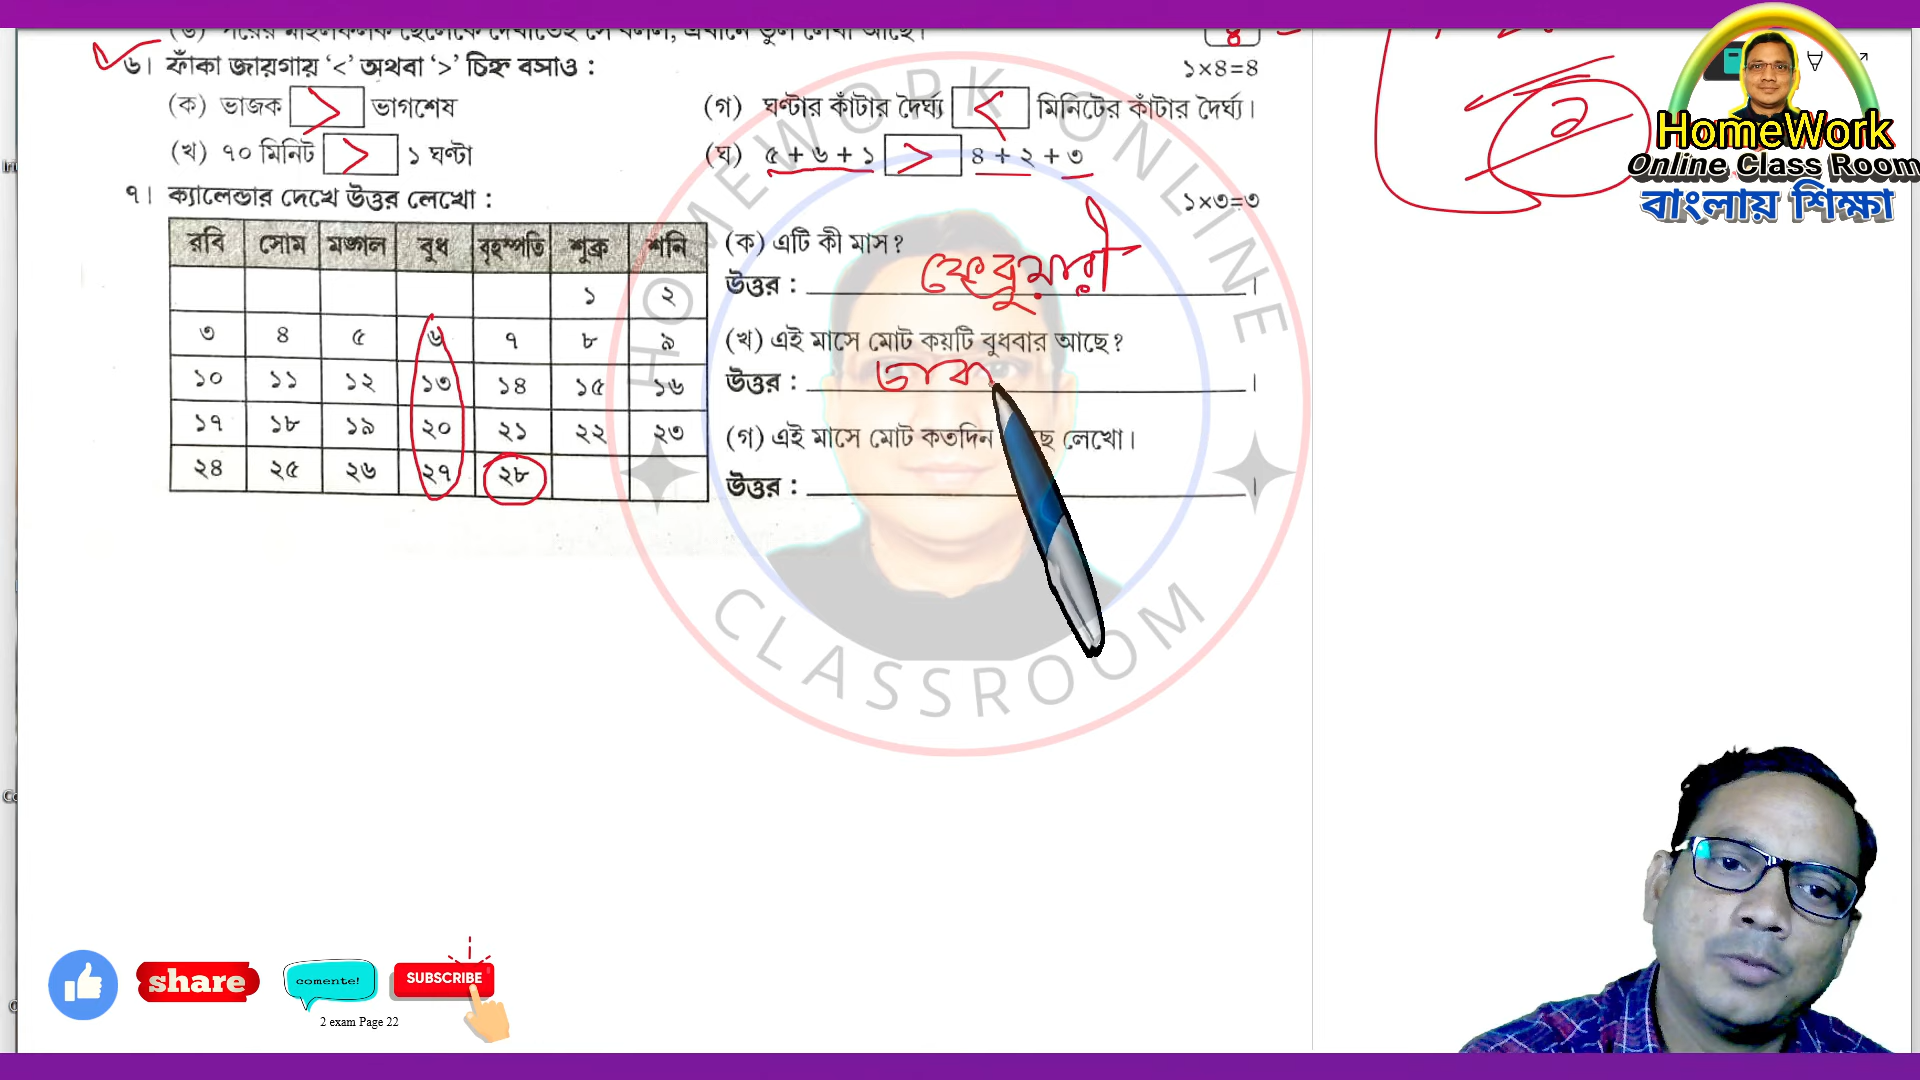 ৬। ফাঁকা জায়গায় ‘<’ অথবা ‘>’ চিহ্ন বসাও : ১×৪=৪
(ক) ভাজক > ভাগশেষ (গ) ঘণ্টার কাঁটার দৈর্ঘ্য < মিনিটের কাঁটার দৈর্ঘ্য।
(খ) ৭০ মিনিট > ১ ঘণ্টা (ঘ) ৫ + ৬ + ১ > ৪ + ২ + ৩
৭। ক্যালেন্ডার দেখে উত্তর লেখো : ১×৩=৩
রবি সোম মঙ্গল বুধ বৃহস্পতি শুক্র শনি
১ ২
৩ ৪ ৫ ৬ ৭ ৮ ৯
১০ ১১ ১২ ১৩ ১৪ ১৫ ১৬
১৭ ১৮ ১৯ ২০ ২১ ২২ ২৩
২৪ ২৫ ২৬ ২৭ ২৮
(ক) এটি কী মাস?
উত্তর : ফেব্রুয়ারী।
(খ) এই মাসে মোট কয়টি বুধবার আছে?
উত্তর : ।
(গ) এই মাসে মোট কতদিন লেখো।
উত্তর : ।
২
HomeWork
Online Class Room
বাংলায় শিক্ষা
HOMEWORK ONLINE
CLASSROOM
share
comente!
SUBSCRIBE
2 exam Page 22